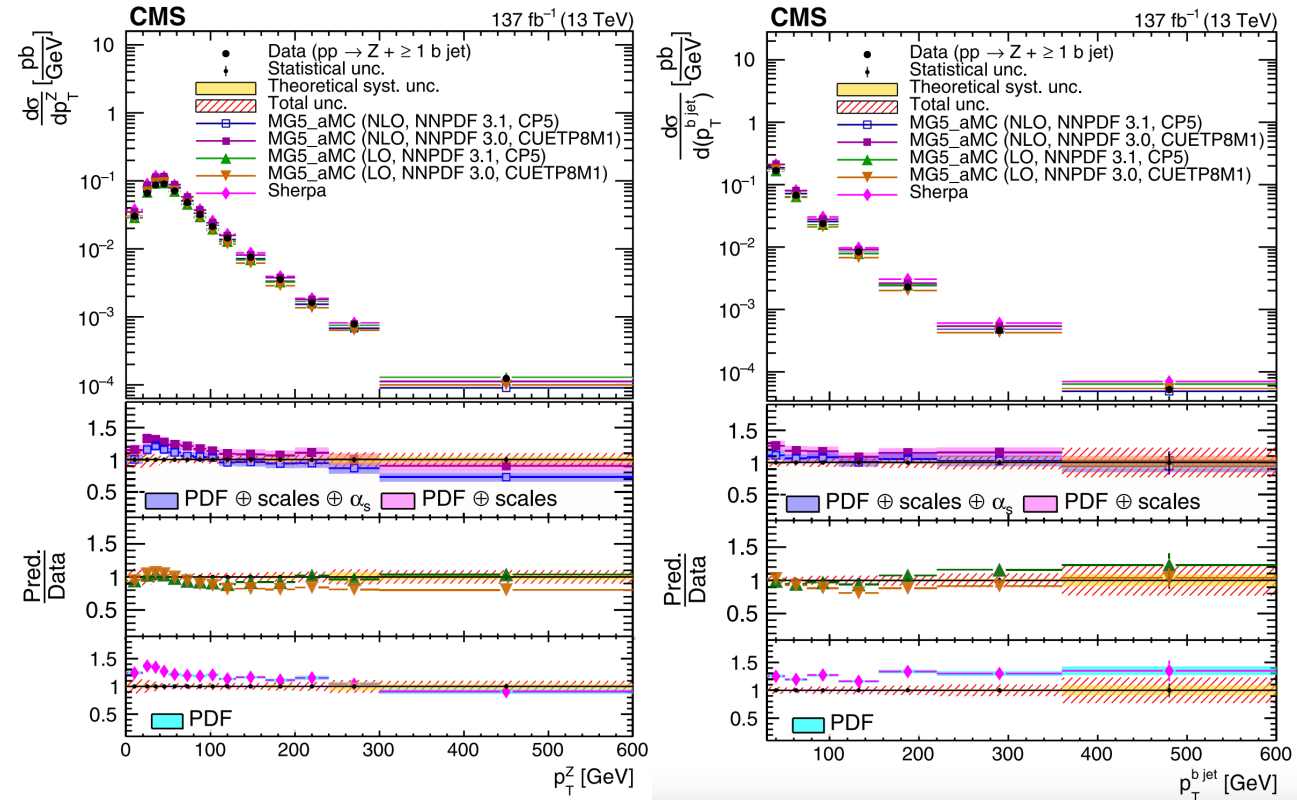 CMS 137 fb⁻¹ (13 TeV)
dσ/dp_T^Z [pb/GeV]
10
1
10⁻¹
10⁻²
10⁻³
10⁻⁴
Data (pp → Z + ≥ 1 b jet)
Statistical unc.
Theoretical syst. unc.
Total unc.
MG5_aMC (NLO, NNPDF 3.1, CP5)
MG5_aMC (NLO, NNPDF 3.0, CUETP8M1)
MG5_aMC (LO, NNPDF 3.1, CP5)
MG5_aMC (LO, NNPDF 3.0, CUETP8M1)
Sherpa
1.5
1
0.5
PDF ⊕ scales ⊕ α_s PDF ⊕ scales
Pred./Data
1.5
1
0.5
1.5
1
0.5
PDF
0 100 200 300 400 500 600
p_T^Z [GeV]
CMS 137 fb⁻¹ (13 TeV)
dσ/d(p_T^{b jet}) [pb/GeV]
10
1
10⁻¹
10⁻²
10⁻³
10⁻⁴
Data (pp → Z + ≥ 1 b jet)
Statistical unc.
Theoretical syst. unc.
Total unc.
MG5_aMC (NLO, NNPDF 3.1, CP5)
MG5_aMC (NLO, NNPDF 3.0, CUETP8M1)
MG5_aMC (LO, NNPDF 3.1, CP5)
MG5_aMC (LO, NNPDF 3.0, CUETP8M1)
Sherpa
1.5
1
0.5
PDF ⊕ scales ⊕ α_s PDF ⊕ scales
Pred./Data
1.5
1
0.5
1.5
1
0.5
PDF
100 200 300 400 500 600
p_T^{b jet} [GeV]